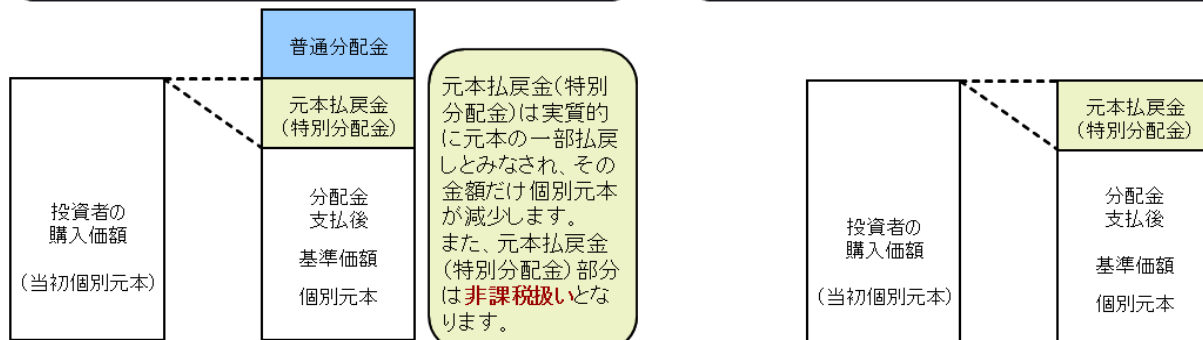 普通分配金
元本払戻金
(特別分配金)
投資者の
購入価額
(当初個別元本)
分配金
支払後
基準価額
個別元本
元本払戻金(特別
分配金)は実質的
に元本の一部払戻
しとみなされ、その
金額だけ個別元本
が減少します。
また、元本払戻金
(特別分配金)部分
は非課税扱いとな
ります。
投資者の
購入価額
(当初個別元本)
元本払戻金
(特別分配金)
分配金
支払後
基準価額
個別元本